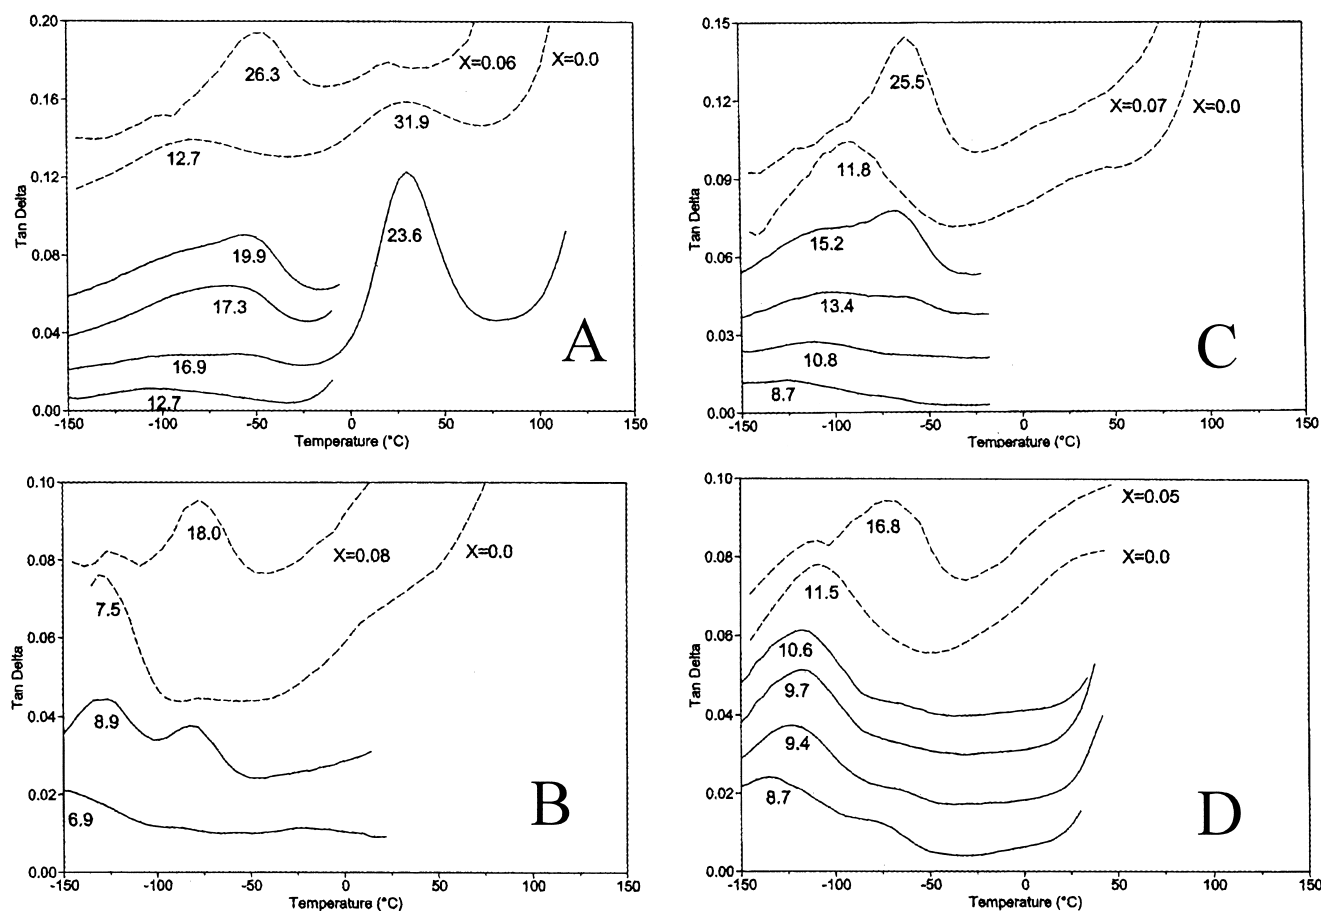 0.20
0.16
0.12
0.08
0.04
0.00
Tan Delta
-150 -100 -50 0 50 100 150
Temperature (°C)
26.3
X=0.06
X=0.0
31.9
12.7
19.9
23.6
17.3
16.9
12.7
A
0.15
0.12
0.09
0.06
0.03
0.00
Tan Delta
-150 -100 -50 0 50 100 150
Temperature (°C)
25.5
X=0.07
X=0.0
11.8
15.2
13.4
10.8
8.7
C
0.10
0.08
0.06
0.04
0.02
0.00
Tan Delta
-150 -100 -50 0 50 100 150
Temperature (°C)
18.0
X=0.08
X=0.0
7.5
8.9
6.9
B
0.10
0.08
0.06
0.04
0.02
0.00
Tan Delta
-150 -100 -50 0 50 100 150
Temperature (°C)
X=0.05
16.8
X=0.0
11.5
10.6
9.7
9.4
8.7
D